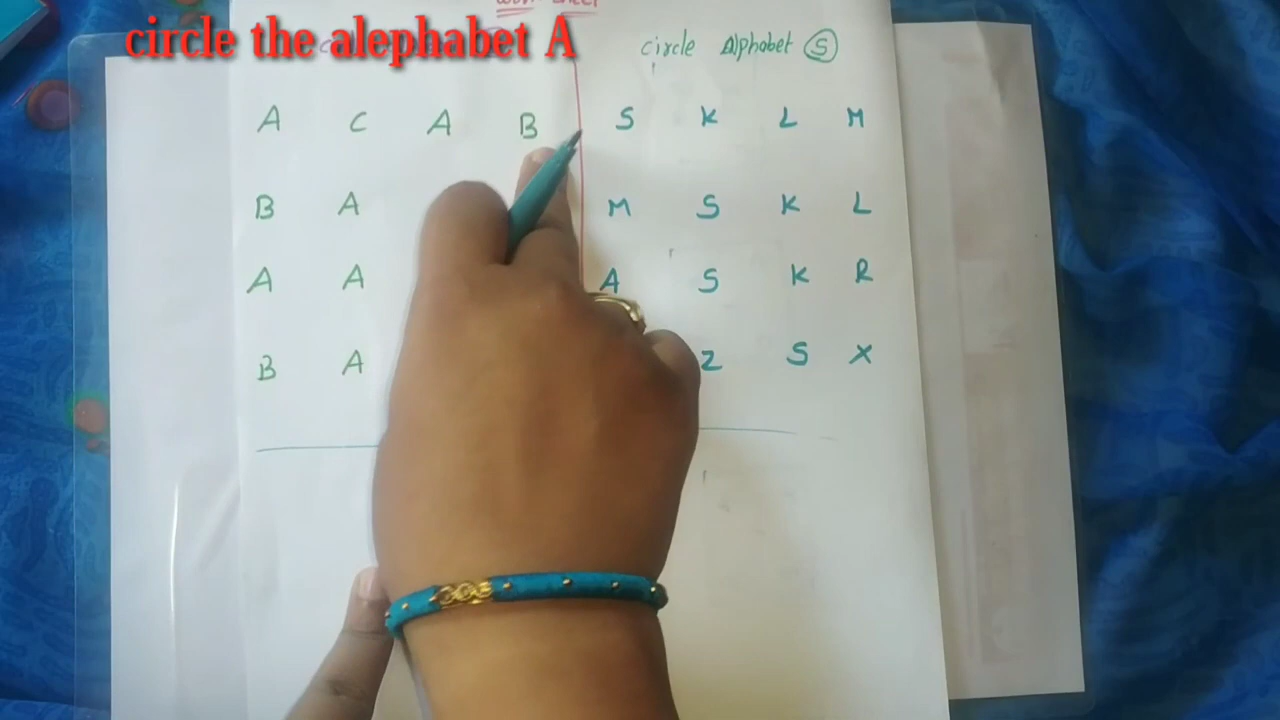 circle the alephabet A
circle Alphabet S
A C A B
B A
A A
B A
S K L M
M S K L
A S K R
Z S X